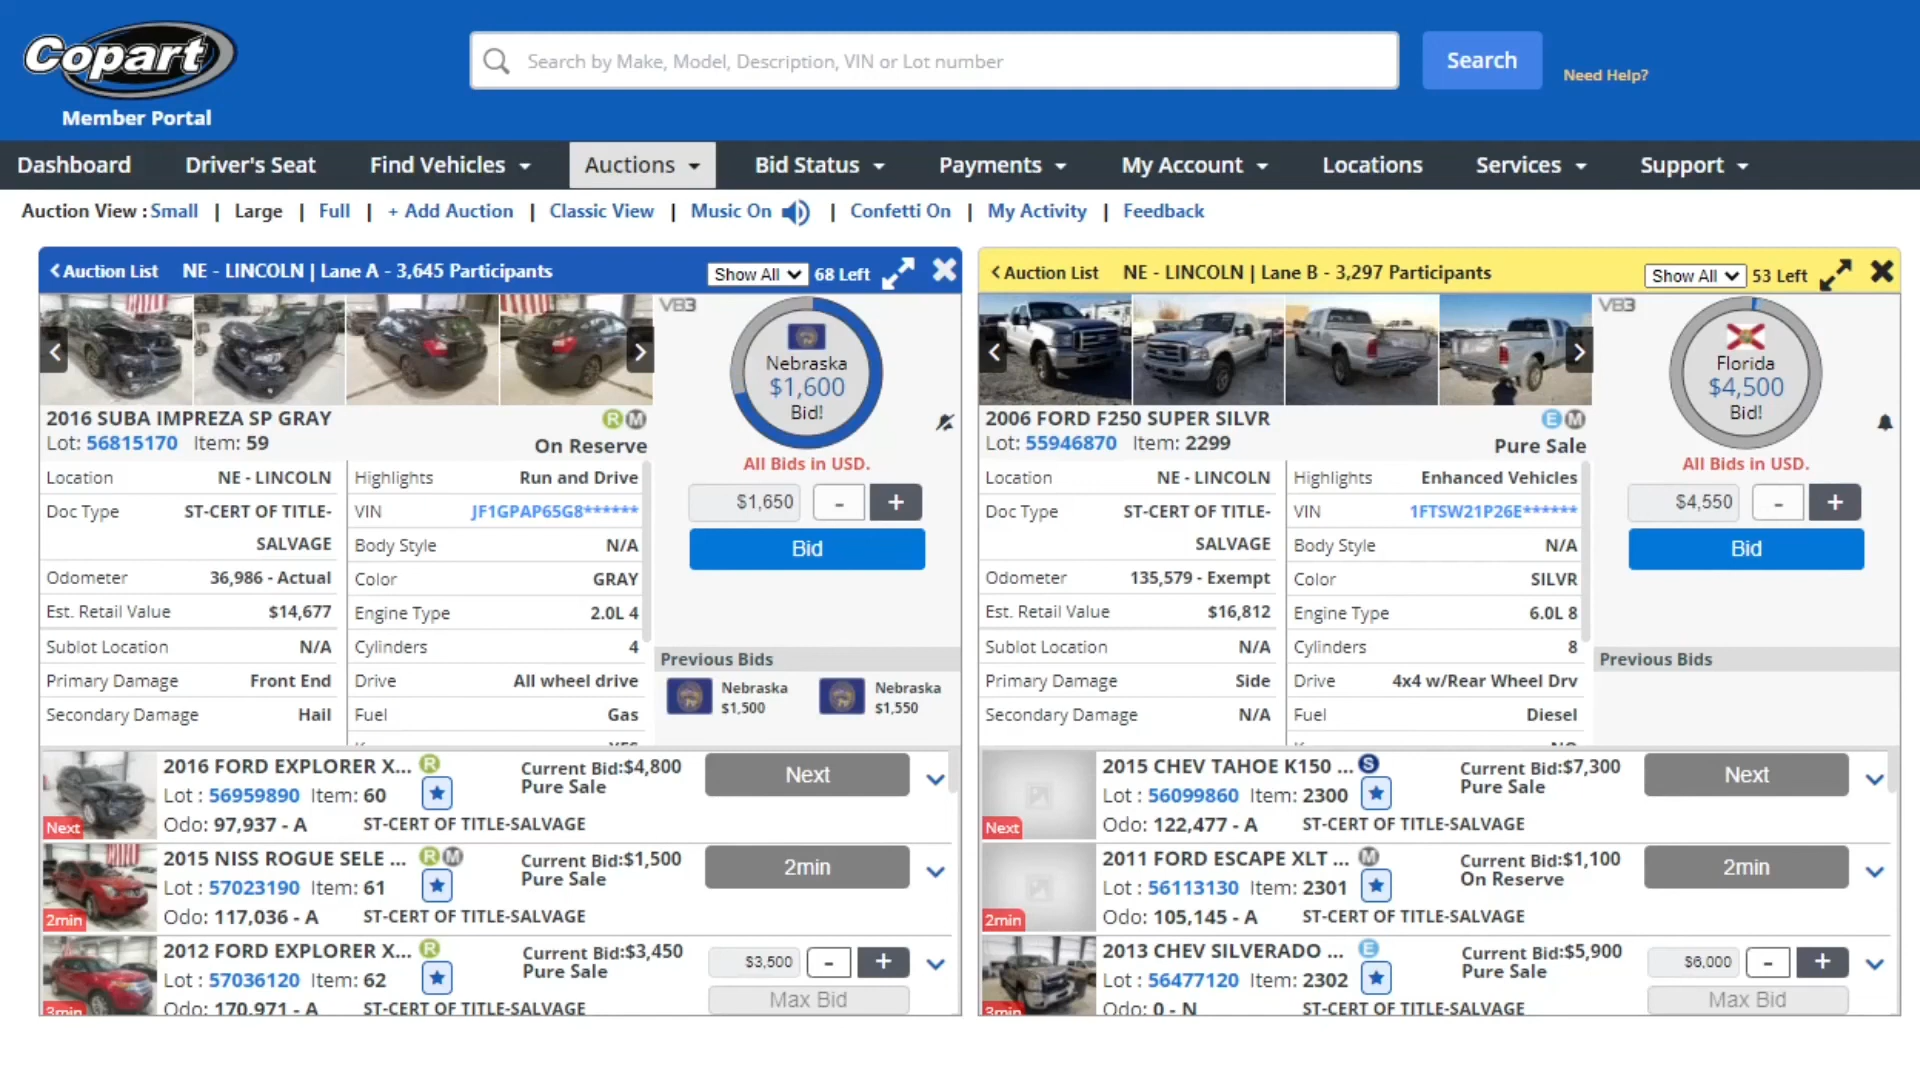 Copart
Member Portal
Search by Make, Model, Description, VIN or Lot number
Search
Need Help?
Dashboard Driver's Seat Find Vehicles Auctions Bid Status Payments My Account Locations Services Support
Auction View : Small | Large | Full | + Add Auction | Classic View | Music On | Confetti On | My Activity | Feedback
Auction List NE - LINCOLN | Lane A - 3,645 Participants Show All 68 Left
VB3
Nebraska
$1,600
Bid!
2016 SUBA IMPREZA SP GRAY R M
Lot: 56815170 Item: 59 On Reserve
All Bids in USD.
$1,650 - +
Bid
Location NE - LINCOLN
Doc Type ST-CERT OF TITLE-
SALVAGE
Odometer 36,986 - Actual
Est. Retail Value $14,677
Sublot Location N/A
Primary Damage Front End
Secondary Damage Hail
Highlights Run and Drive
VIN JF1GPAP65G8******
Body Style N/A
Color GRAY
Engine Type 2.0L 4
Cylinders 4
Drive All wheel drive
Fuel Gas
Previous Bids
Nebraska
$1,500
Nebraska
$1,550
2016 FORD EXPLORER X... R
Lot : 56959890 Item: 60
Odo: 97,937 - A ST-CERT OF TITLE-SALVAGE
Current Bid:$4,800
Pure Sale
Next
Next
2015 NISS ROGUE SELE ... R M
Lot : 57023190 Item: 61
Odo: 117,036 - A ST-CERT OF TITLE-SALVAGE
Current Bid:$1,500
Pure Sale
2min
2min
2012 FORD EXPLORER X... R
Lot : 57036120 Item: 62
Odo: 170,971 - A ST-CERT OF TITLE-SALVAGE
Current Bid:$3,450
Pure Sale
$3,500 - +
Max Bid
3min
Auction List NE - LINCOLN | Lane B - 3,297 Participants Show All 53 Left
VB3
Florida
$4,500
Bid!
2006 FORD F250 SUPER SILVR E M
Lot: 55946870 Item: 2299 Pure Sale
All Bids in USD.
$4,550 - +
Bid
Location NE - LINCOLN
Doc Type ST-CERT OF TITLE-
SALVAGE
Odometer 135,579 - Exempt
Est. Retail Value $16,812
Sublot Location N/A
Primary Damage Side
Secondary Damage N/A
Highlights Enhanced Vehicles
VIN 1FTSW21P26E******
Body Style N/A
Color SILVR
Engine Type 6.0L 8
Cylinders 8
Drive 4x4 w/Rear Wheel Drv
Fuel Diesel
Previous Bids
2015 CHEV TAHOE K150 ... S
Lot : 56099860 Item: 2300
Odo: 122,477 - A ST-CERT OF TITLE-SALVAGE
Current Bid:$7,300
Pure Sale
Next
Next
2011 FORD ESCAPE XLT ... M
Lot : 56113130 Item: 2301
Odo: 105,145 - A ST-CERT OF TITLE-SALVAGE
Current Bid:$1,100
On Reserve
2min
2min
2013 CHEV SILVERADO ... E
Lot : 56477120 Item: 2302
Odo: 0 - N ST-CERT OF TITLE-SALVAGE
Current Bid:$5,900
Pure Sale
$6,000 - +
Max Bid
3min